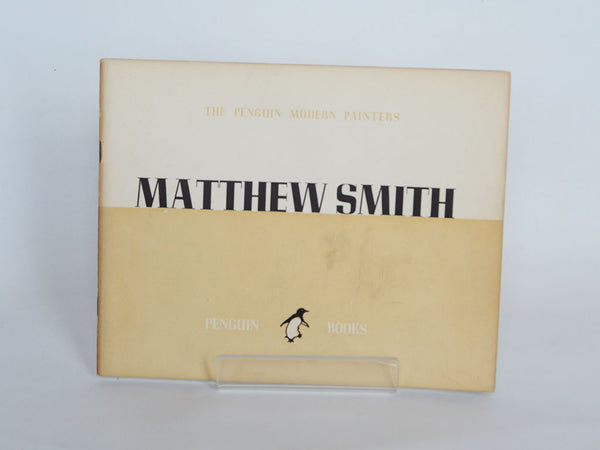 THE PENGUIN MODERN PAINTERS
MATTHEW SMITH
PENGUIN BOOKS